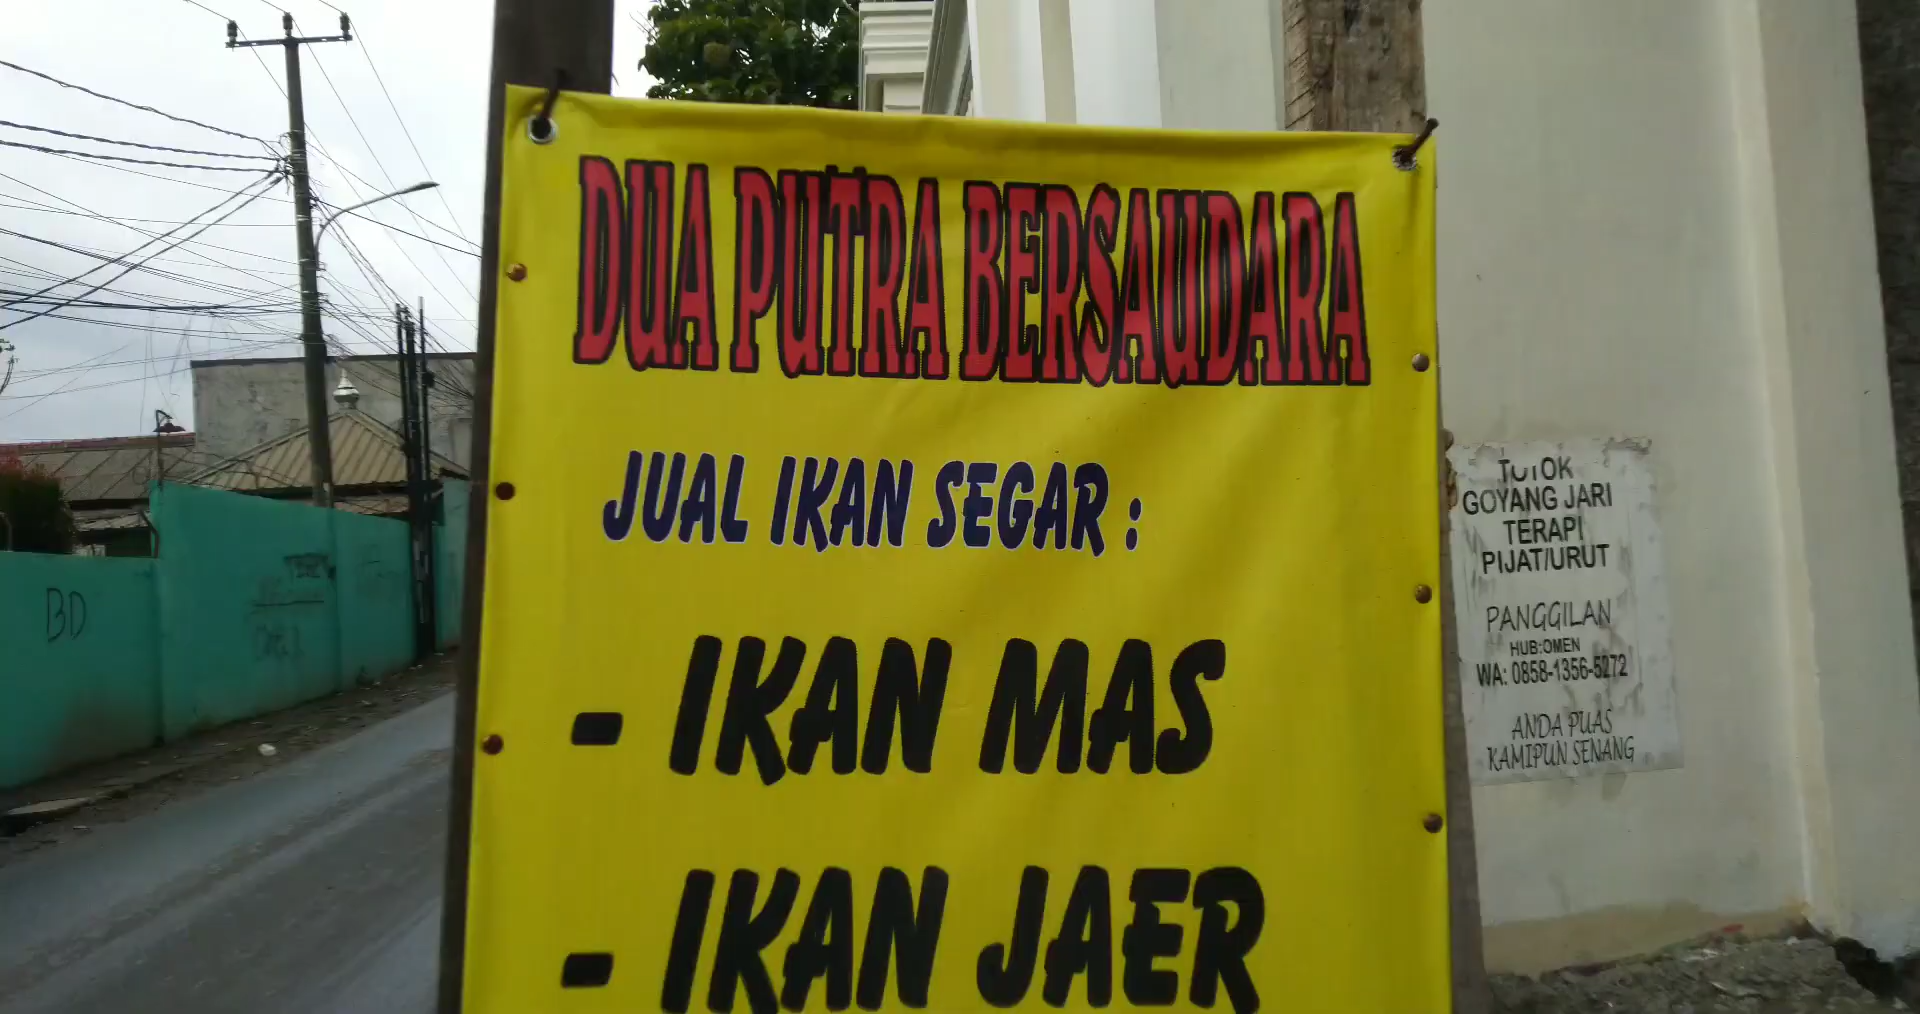 DUA PUTRA BERSAUDARA
JUAL IKAN SEGAR :
- IKAN MAS
- IKAN JAER
TOTOK
GOYANG JARI
TERAPI
PIJAT/URUT
PANGGILAN
HUB:OMEN
WA: 0858-1356-5272
ANDA PUAS
KAMIPUN SENANG
BD